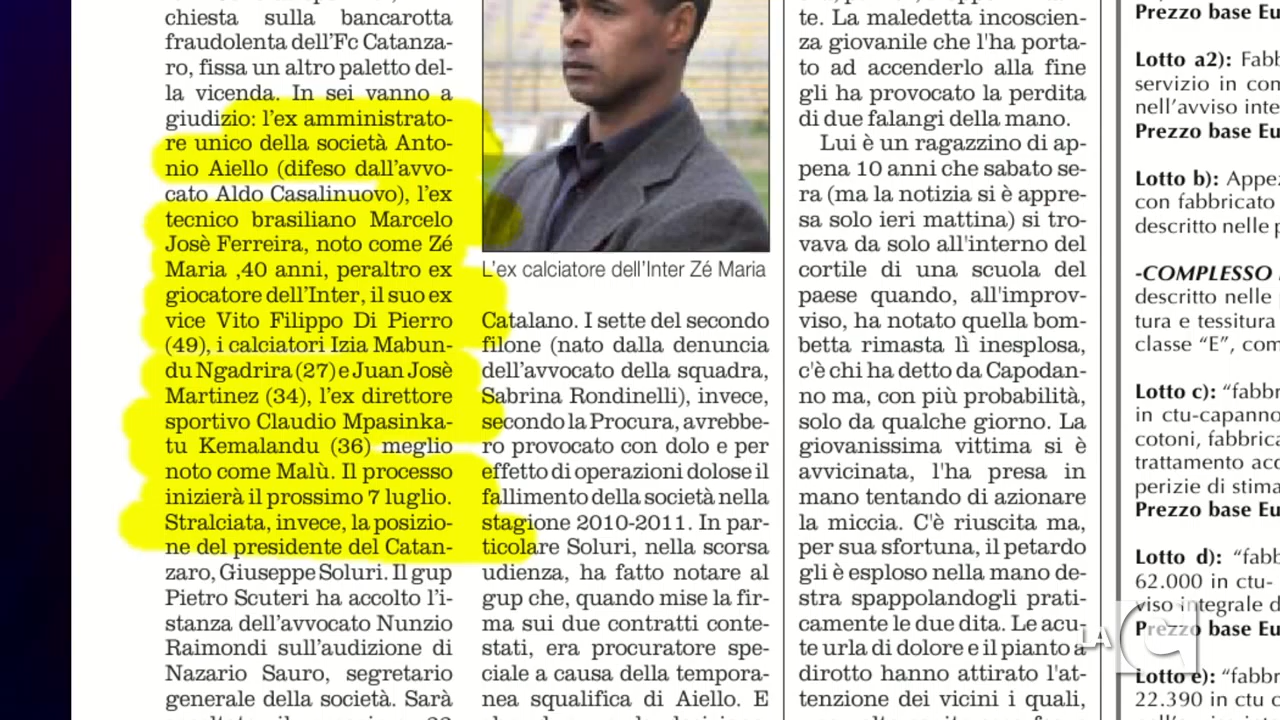 chiesta sulla bancarotta
fraudolenta dell'Fc Catanza-
ro, fissa un altro paletto del-
la vicenda. In sei vanno a
giudizio: l'ex amministrato-
re unico della società Anto-
nio Aiello (difeso dall'avvo-
cato Aldo Casalinuovo), l'ex
tecnico brasiliano Marcelo
Josè Ferreira, noto come Zé
Maria ,40 anni, peraltro ex
giocatore dell'Inter, il suo ex
vice Vito Filippo Di Pierro
(49), i calciatori Izia Mabun-
du Ngadrira (27) e Juan Josè
Martinez (34), l'ex direttore
sportivo Claudio Mpasinka-
tu Kemalandu (36) meglio
noto come Malù. Il processo
inizierà il prossimo 7 luglio.
Stralciata, invece, la posizio-
ne del presidente del Catan-
zaro, Giuseppe Soluri. Il gup
Pietro Scuteri ha accolto l'i-
stanza dell'avvocato Nunzio
Raimondi sull'audizione di
Nazario Sauro, segretario
generale della società. Sarà
L'ex calciatore dell'Inter Zé Maria
Catalano. I sette del secondo
filone (nato dalla denuncia
dell'avvocato della squadra,
Sabrina Rondinelli), invece,
secondo la Procura, avrebbe-
ro provocato con dolo e per
effetto di operazioni dolose il
fallimento della società nella
stagione 2010-2011. In par-
ticolare Soluri, nella scorsa
udienza, ha fatto notare al
gup che, quando mise la fir-
ma sui due contratti conte-
stati, era procuratore spe-
ciale a causa della tempora-
nea squalifica di Aiello. E
te. La maledetta incoscien-
za giovanile che l'ha porta-
to ad accenderlo alla fine
gli ha provocato la perdita
di due falangi della mano.
Lui è un ragazzino di ap-
pena 10 anni che sabato se-
ra (ma la notizia si è appre-
sa solo ieri mattina) si tro-
vava da solo all'interno del
cortile di una scuola del
paese quando, all'improv-
viso, ha notato quella bom-
betta rimasta lì inesplosa,
c'è chi ha detto da Capodan-
no ma, con più probabilità,
solo da qualche giorno. La
giovanissima vittima si è
avvicinata, l'ha presa in
mano tentando di azionare
la miccia. C'è riuscita ma,
per sua sfortuna, il petardo
gli è esploso nella mano de-
stra spappolandogli prati-
camente le due dita. Le acu-
te urla di dolore e il pianto a
dirotto hanno attirato l'at-
tenzione dei vicini i quali,
Prezzo base Eu
Lotto a2): Fabb
servizio in con
nell'avviso inte
Prezzo base Eu
Lotto b): Appez
con fabbricato
descritto nelle p
-COMPLESSO
descritto nelle
tura e tessitura
classe "E", com
Lotto c): "fabbr
in ctu-capanno
cotoni, fabbrica
trattamento acq
perizie di stima
Prezzo base Eu
Lotto d): "fabb
62.000 in ctu-
viso integrale d
Prezzo base Eu
Lotto e): "fabb
22.390 in ctu c
LA C